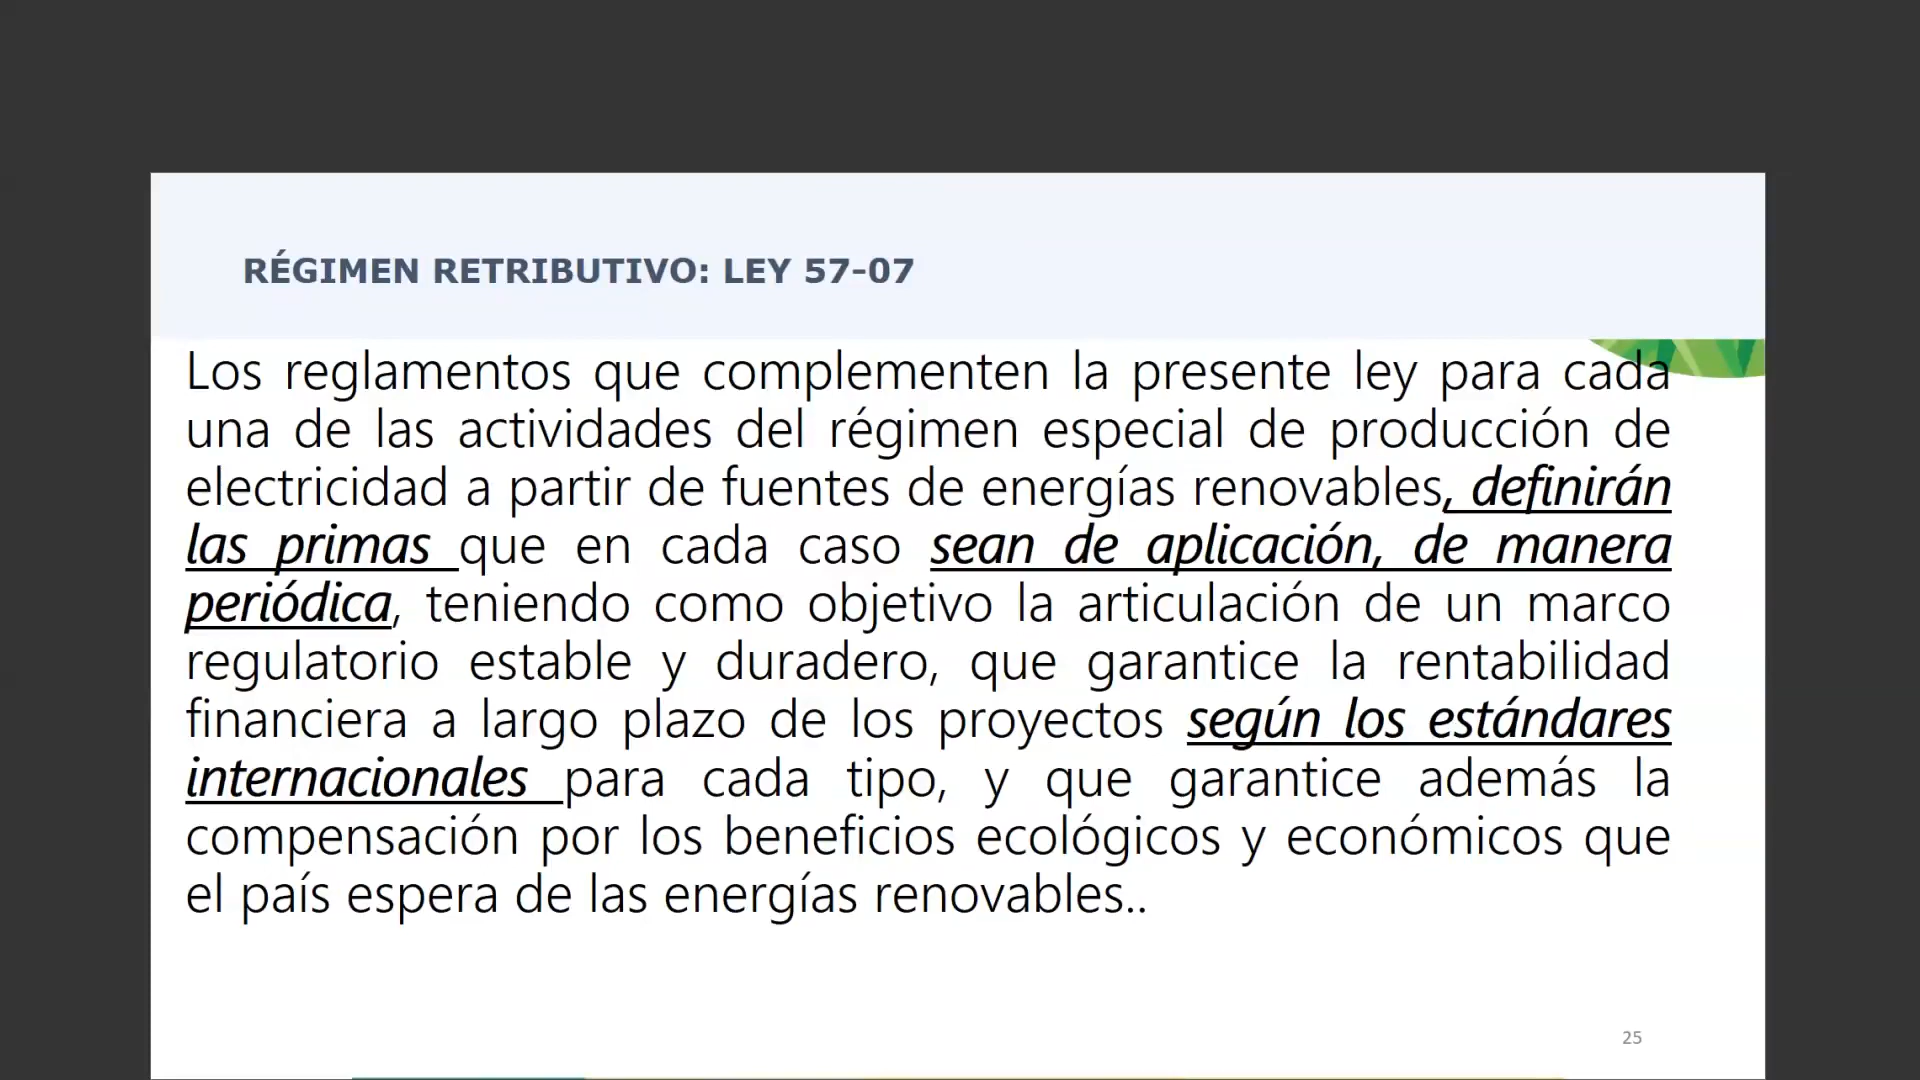 RÉGIMEN RETRIBUTIVO: LEY 57-07
Los reglamentos que complementen la presente ley para cada
una de las actividades del régimen especial de producción de
electricidad a partir de fuentes de energías renovables, definirán
las primas que en cada caso sean de aplicación, de manera
periódica, teniendo como objetivo la articulación de un marco
regulatorio estable y duradero, que garantice la rentabilidad
financiera a largo plazo de los proyectos según los estándares
internacionales para cada tipo, y que garantice además la
compensación por los beneficios ecológicos y económicos que
el país espera de las energías renovables..
25